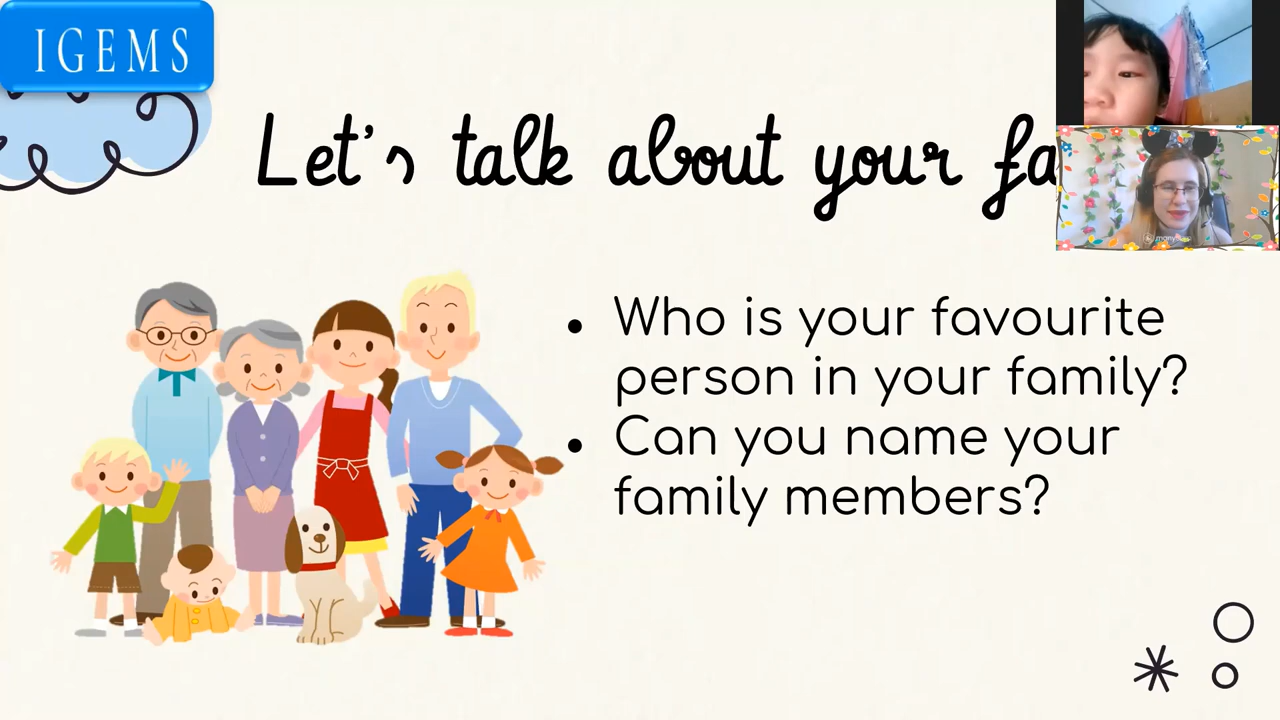 IGEMS
Let's talk about your fa
• Who is your favourite
person in your family?
• Can you name your
family members?